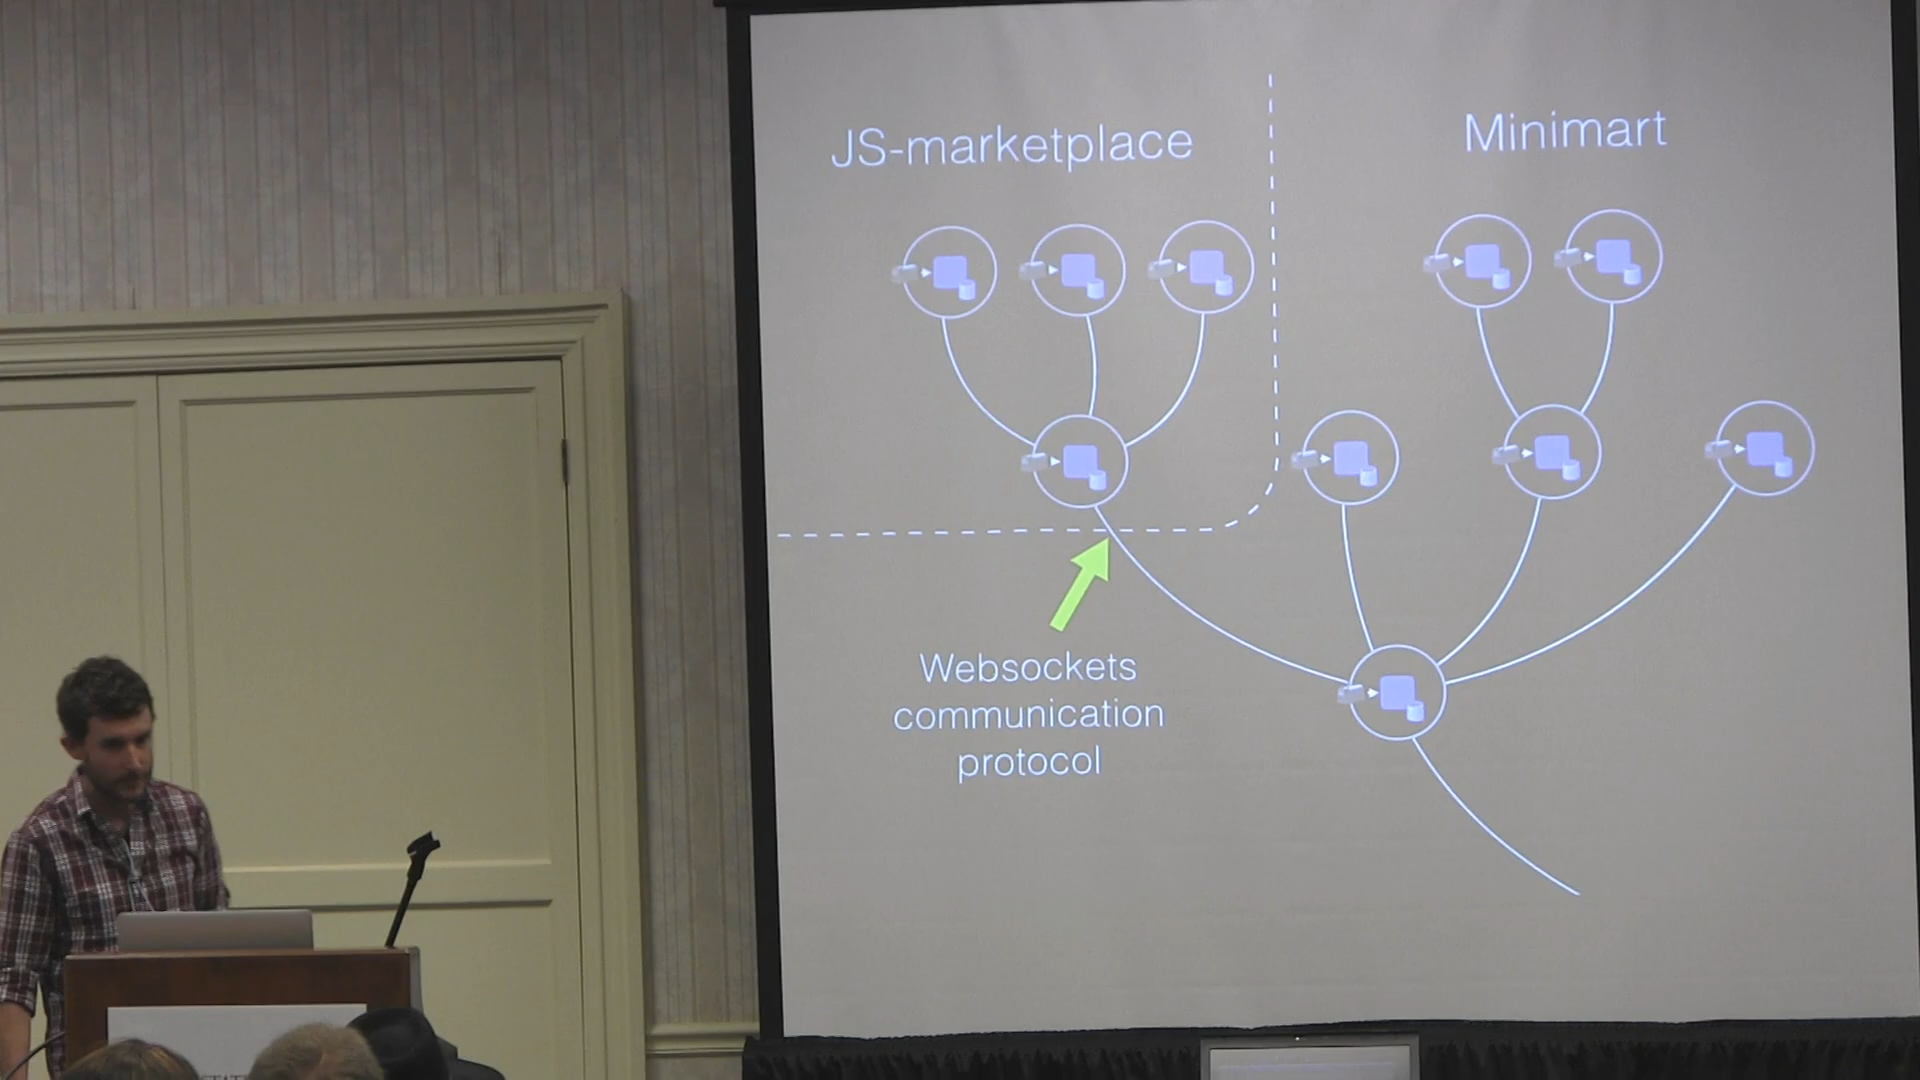 JS-marketplace
Minimart
Websockets
communication
protocol